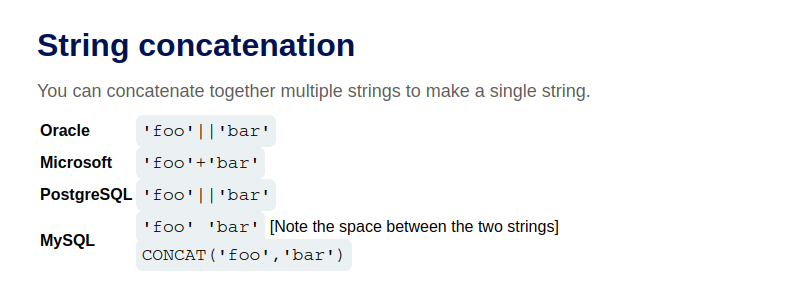 String concatenation
You can concatenate together multiple strings to make a single string.
Oracle 'foo'||'bar'
Microsoft 'foo'+'bar'
PostgreSQL 'foo'||'bar'
MySQL 'foo' 'bar' [Note the space between the two strings]
CONCAT('foo','bar')